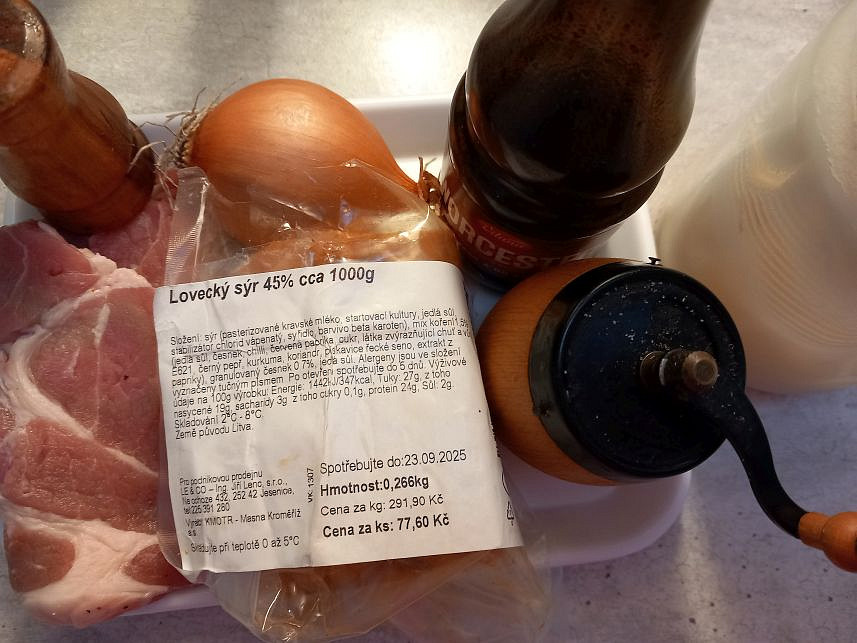 ORCEST
Lovecký sýr 45% cca 1000g
Složení: sýr (pasterizované kravské mléko, startovací kultury, jedlá sůl,
stabilizátor chlorid vápenatý, syřidlo, barvivo beta karoten), mix koření1,5%
(jedlá sůl, česnek, chilli, červená paprika, cukr, látka zvýrazňující chuť a vů
E621, černý pepř, kurkuma, koriandr, pískavice řecké seno, extrakt z
papriky), granulovaný česnek 0,7%, jedlá sůl. Alergeny jsou ve složení
vyznačeny tučným písmem. Po otevření spotřebujte do 5 dnů. Výživové
údaje na 100g výrobku: Energie: 1442kJ/347kcal, Tuky: 27g, z toho
nasycené 19g, sacharidy 3g, z toho cukry 0,1g, protein 24g, Sůl: 2g.
Skladování 2°C - 8°C.
Země původu Litva.
Pro podnikovou prodejnu
LE & CO – Ing. Jiří Lenc, s.r.o.,
Na ohoze 432, 252 42 Jesenice,
tel:225 391 280
Výrobl: KMOTR - Masna Kroměříž
a.s.
Skladujte při teplotě 0 až 5°C
VK 1307
Spotřebujte do:23.09.2025
Hmotnost:0,266kg
Cena za kg: 291,90 Kč
Cena za ks: 77,60 Kč